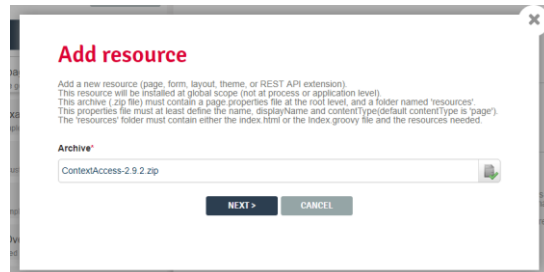 Add resource
Add a new resource (page, form, layout, theme, or REST API extension).
This resource will be installed at global scope (not at process or application level).
This archive (.zip file) must contain a page.properties file at the root level, and a folder named 'resources'.
This properties file must at least define the name, displayName and contentType(default contentType is 'page').
The 'resources' folder must contain either the index.html or the Index.groovy file and the resources needed.
Archive*
ContextAccess-2.9.2.zip
NEXT >
CANCEL